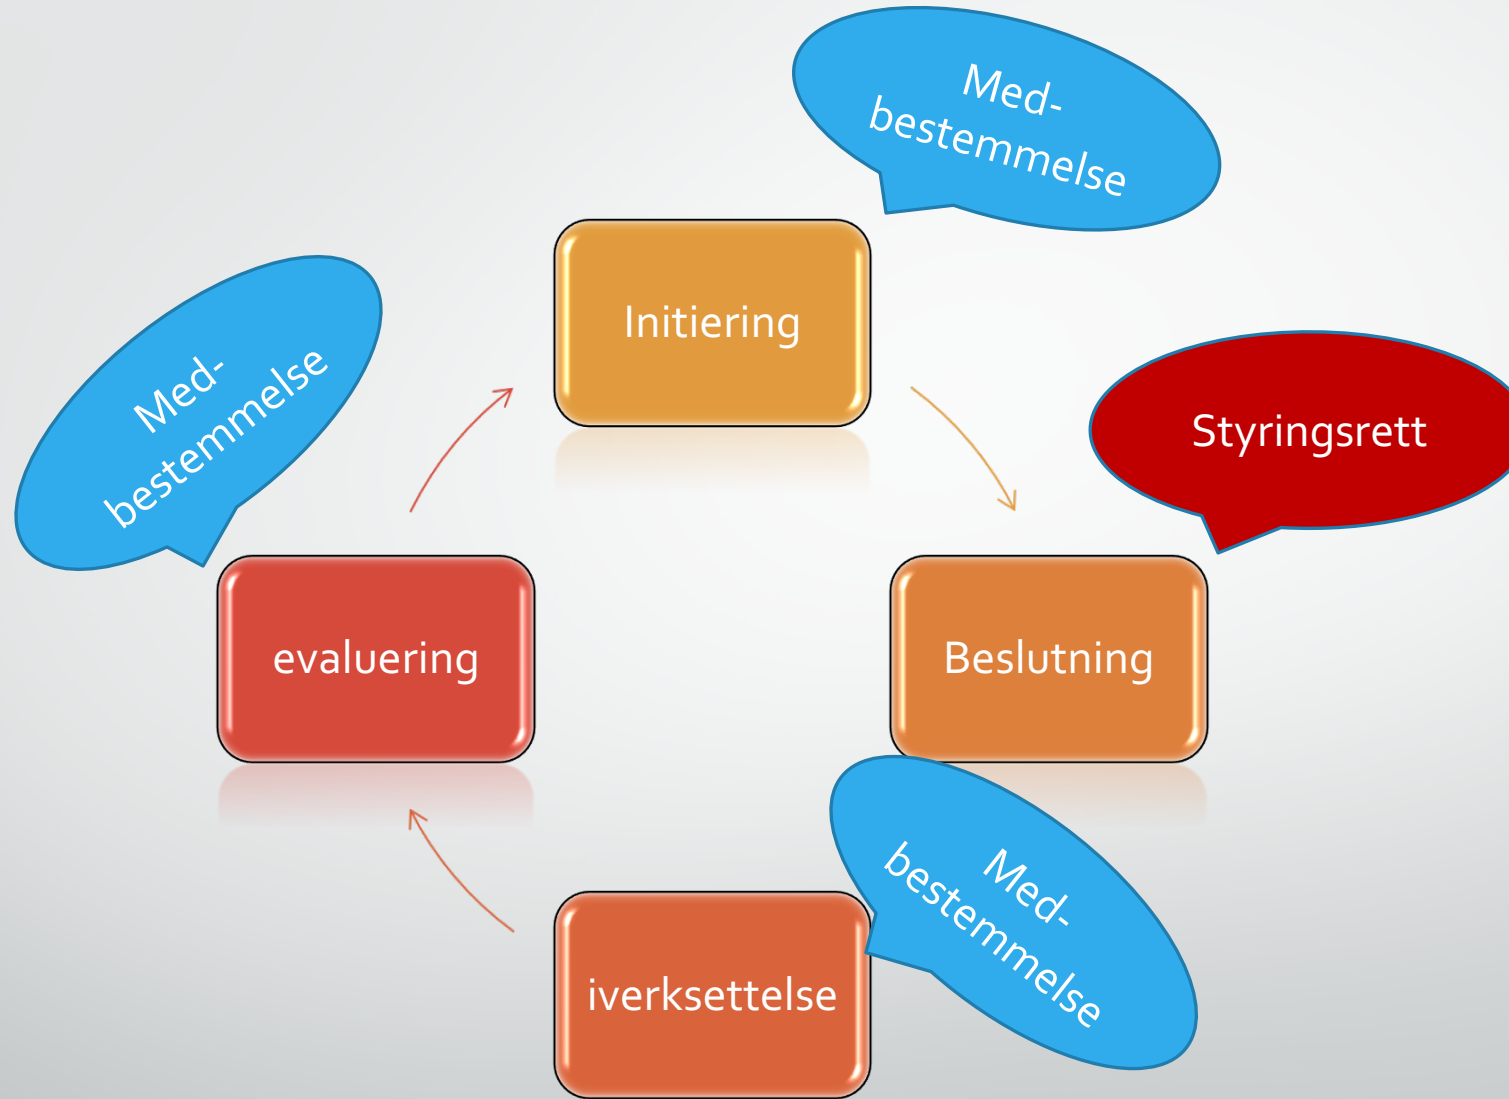 Med-
bestemmelse
Initiering
Styringsrett
Med-
bestemmelse
evaluering
Beslutning
Med-
bestemmelse
iverksettelse